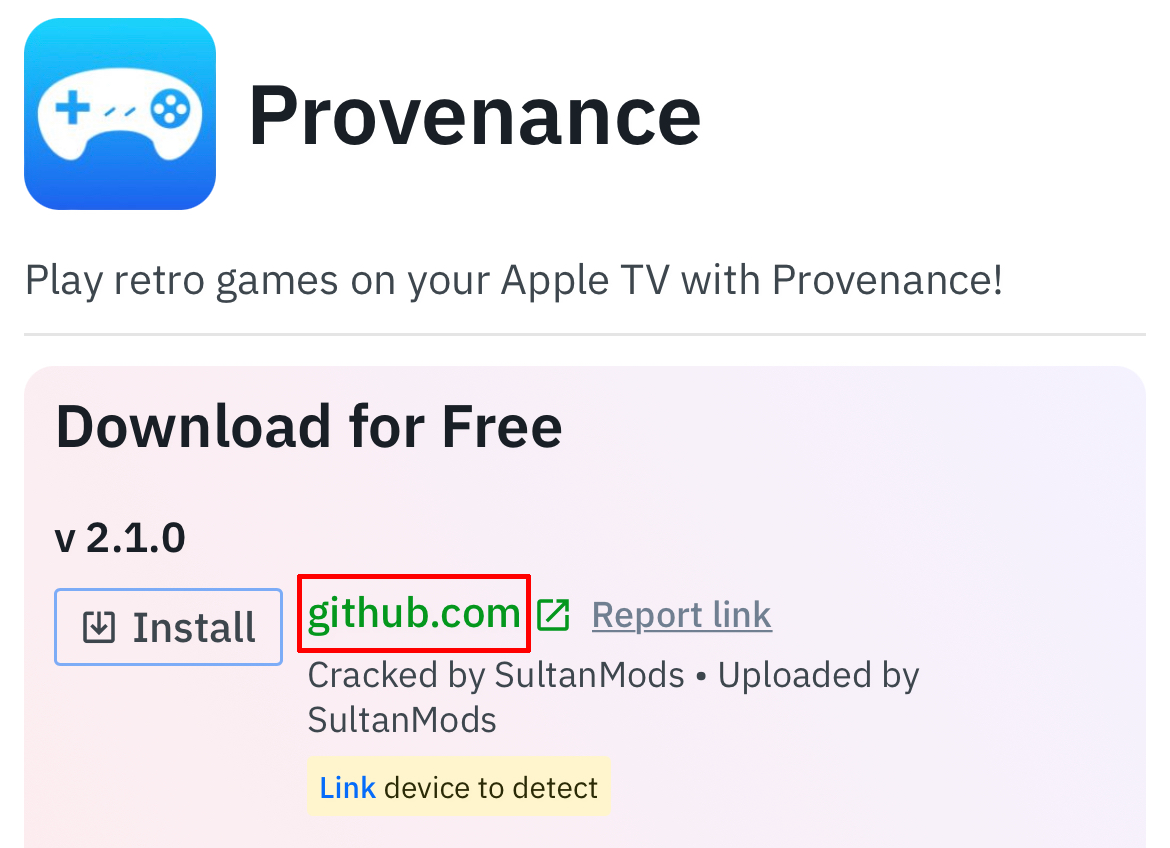 Provenance
Play retro games on your Apple TV with Provenance!
Download for Free
v 2.1.0
Install
github.com Report link
Cracked by SultanMods • Uploaded by
SultanMods
Link device to detect